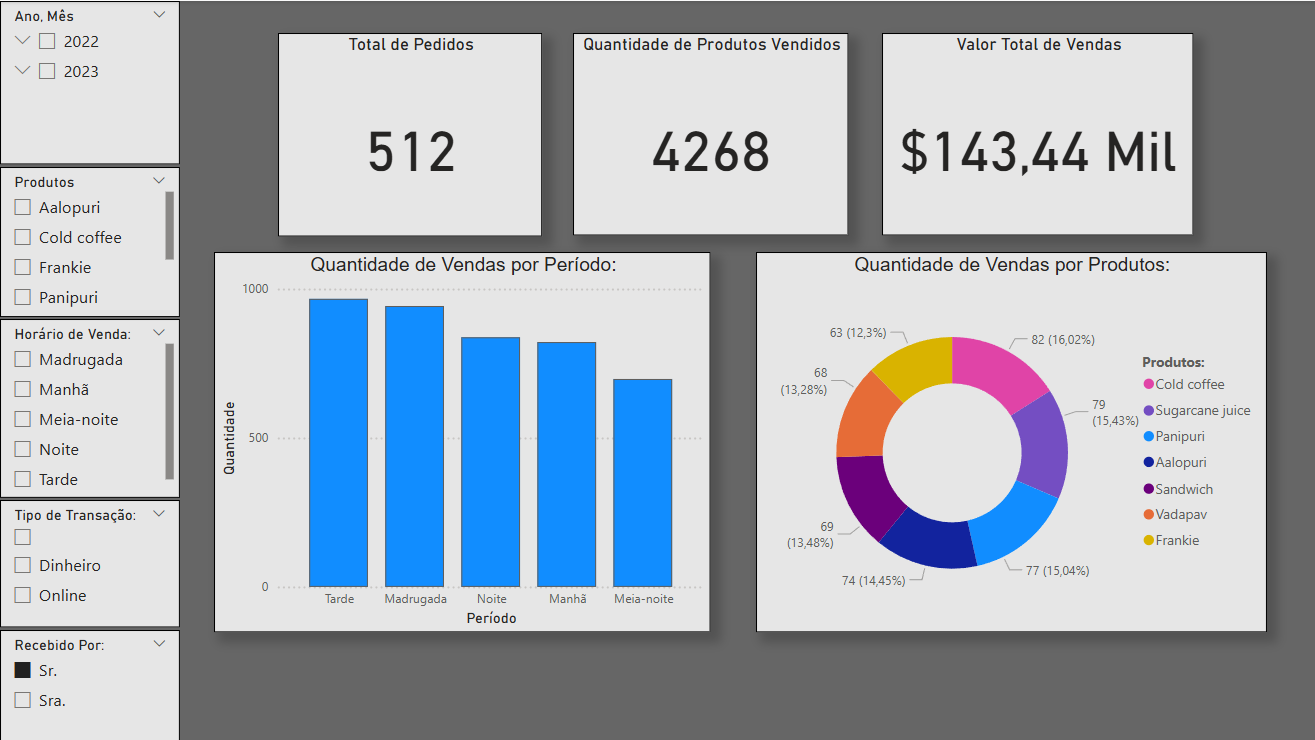 Ano, Mês
2022
2023
Produtos
Aalopuri
Cold coffee
Frankie
Panipuri
Horário de Venda:
Madrugada
Manhã
Meia-noite
Noite
Tarde
Tipo de Transação:
Dinheiro
Online
Recebido Por:
Sr.
Sra.
Total de Pedidos
512
Quantidade de Produtos Vendidos
4268
Valor Total de Vendas
$143,44 Mil
Quantidade de Vendas por Período:
1000
500
0
Quantidade
Tarde
Madrugada
Noite
Manhã
Meia-noite
Período
Quantidade de Vendas por Produtos:
82 (16,02%)
79
(15,43%)
77 (15,04%)
74 (14,45%)
69
(13,48%)
68
(13,28%)
63 (12,3%)
Produtos:
Cold coffee
Sugarcane juice
Panipuri
Aalopuri
Sandwich
Vadapav
Frankie